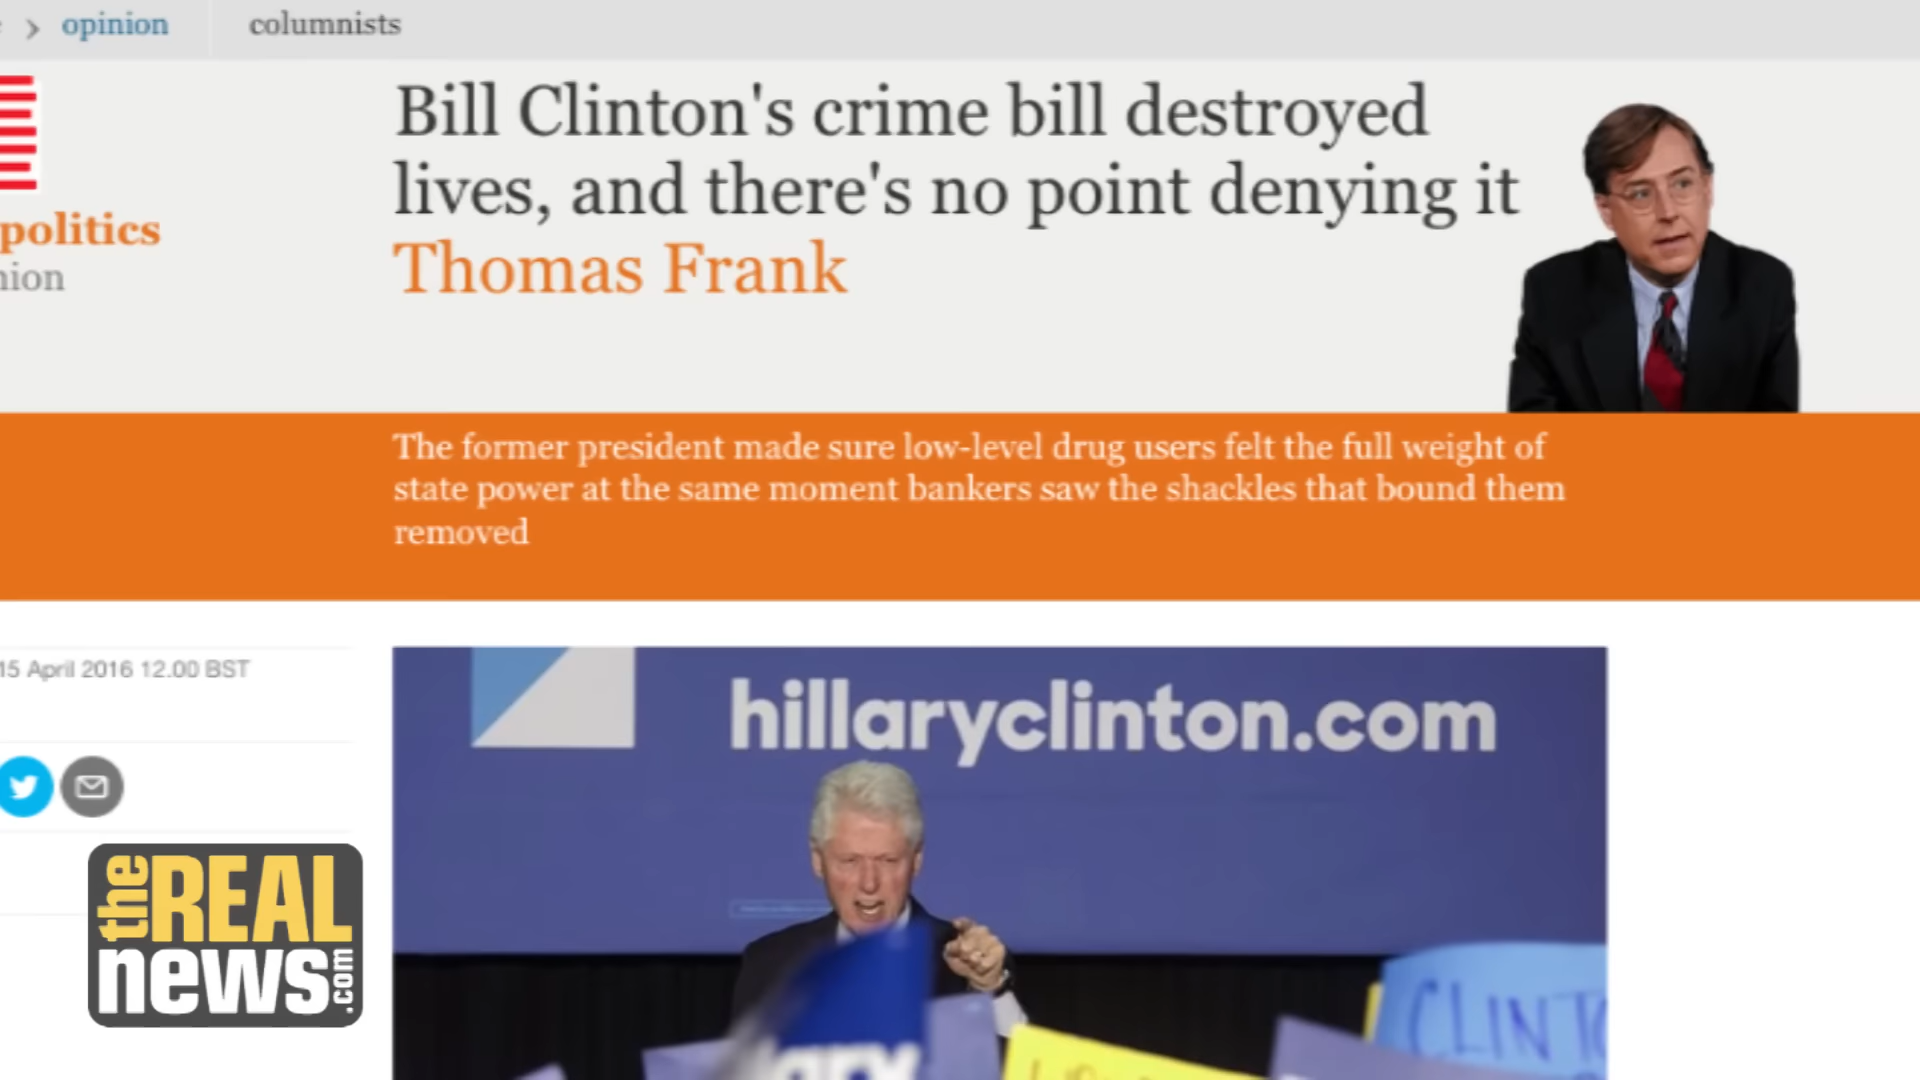 opinion columnists
Bill Clinton's crime bill destroyed
lives, and there's no point denying it
Thomas Frank
politics
The former president made sure low-level drug users felt the full weight of
state power at the same moment bankers saw the shackles that bound them
removed
15 April 2016 12.00 BST
hillaryclinton.com
the REAL
news.com